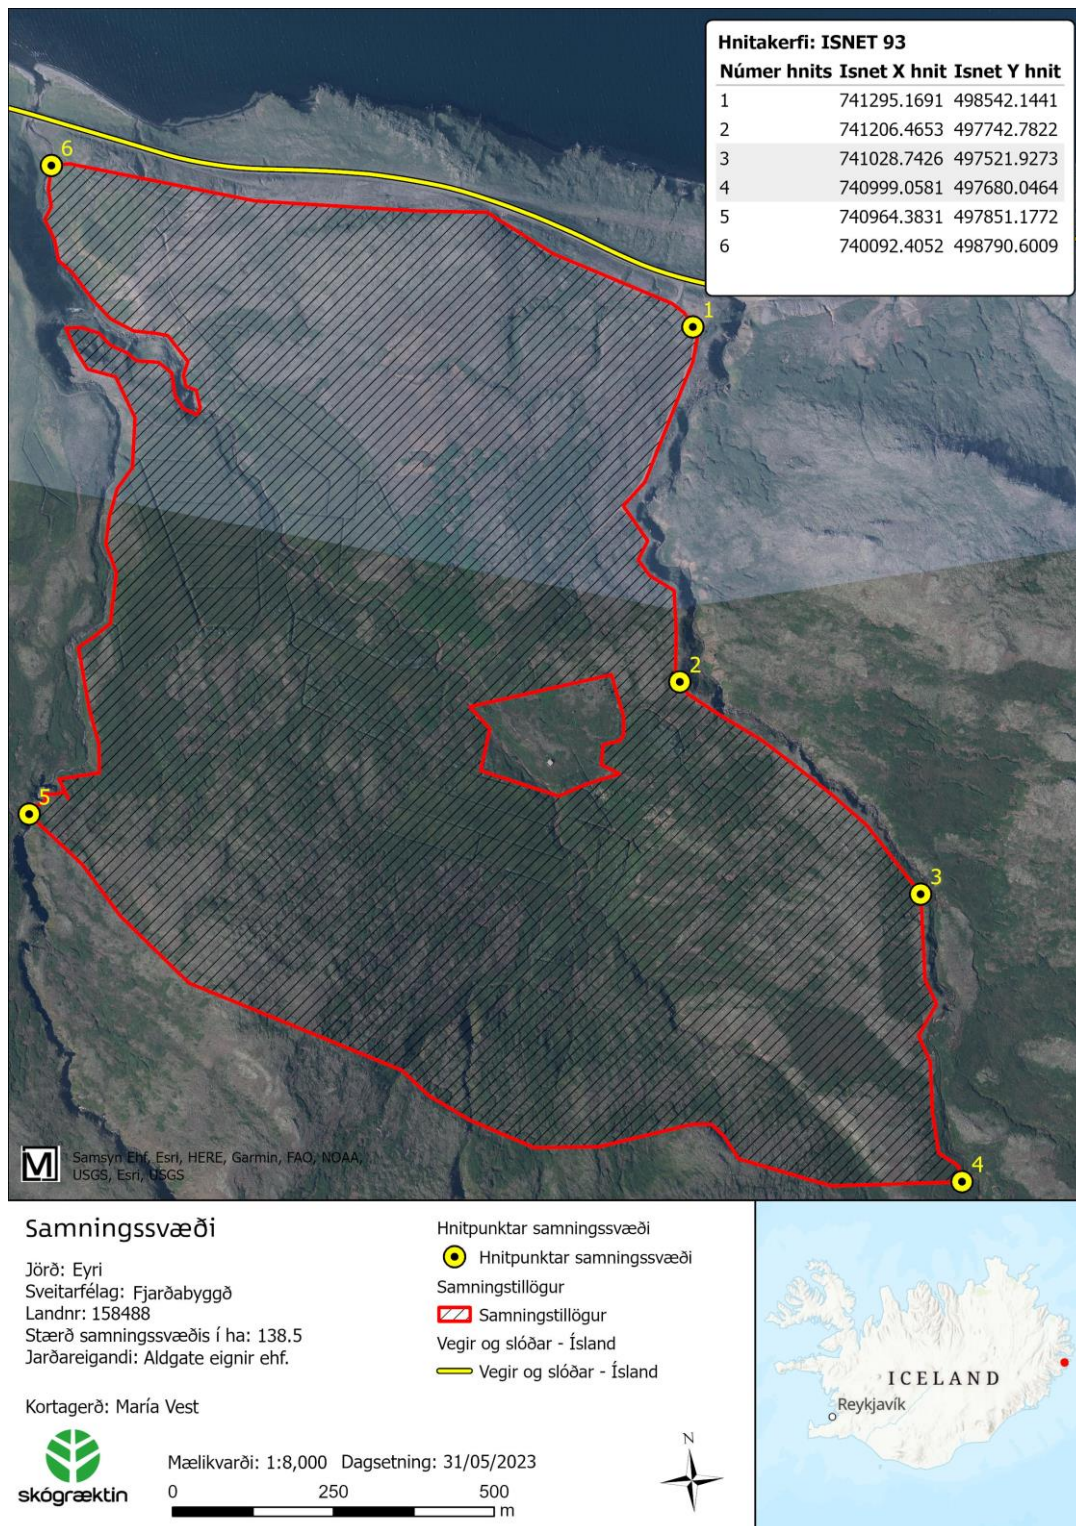 Hnitakerfi: ISNET 93
Númer hnits Isnet X hnit Isnet Y hnit
1 741295.1691 498542.1441
2 741206.4653 497742.7822
3 741028.7426 497521.9273
4 740999.0581 497680.0464
5 740964.3831 497851.1772
6 740092.4052 498790.6009
6
1
2
5
3
4
M
Samsyn Ehf, Esri, HERE, Garmin, FAO, NOAA,
USGS, Esri, USGS
Samningssvæði
Jörð: Eyri
Sveitarfélag: Fjarðabyggð
Landnr: 158488
Stærð samningssvæðis í ha: 138.5
Jarðareigandi: Aldgate eignir ehf.
Kortagerð: María Vest
skógræktin
Mælikvarði: 1:8,000 Dagsetning: 31/05/2023
0 250 500
m
Hnitpunktar samningssvæði
Hnitpunktar samningssvæði
Samningstillögur
Samningstillögur
Vegir og slóðar - Ísland
Vegir og slóðar - Ísland
N
ICELAND
Reykjavík